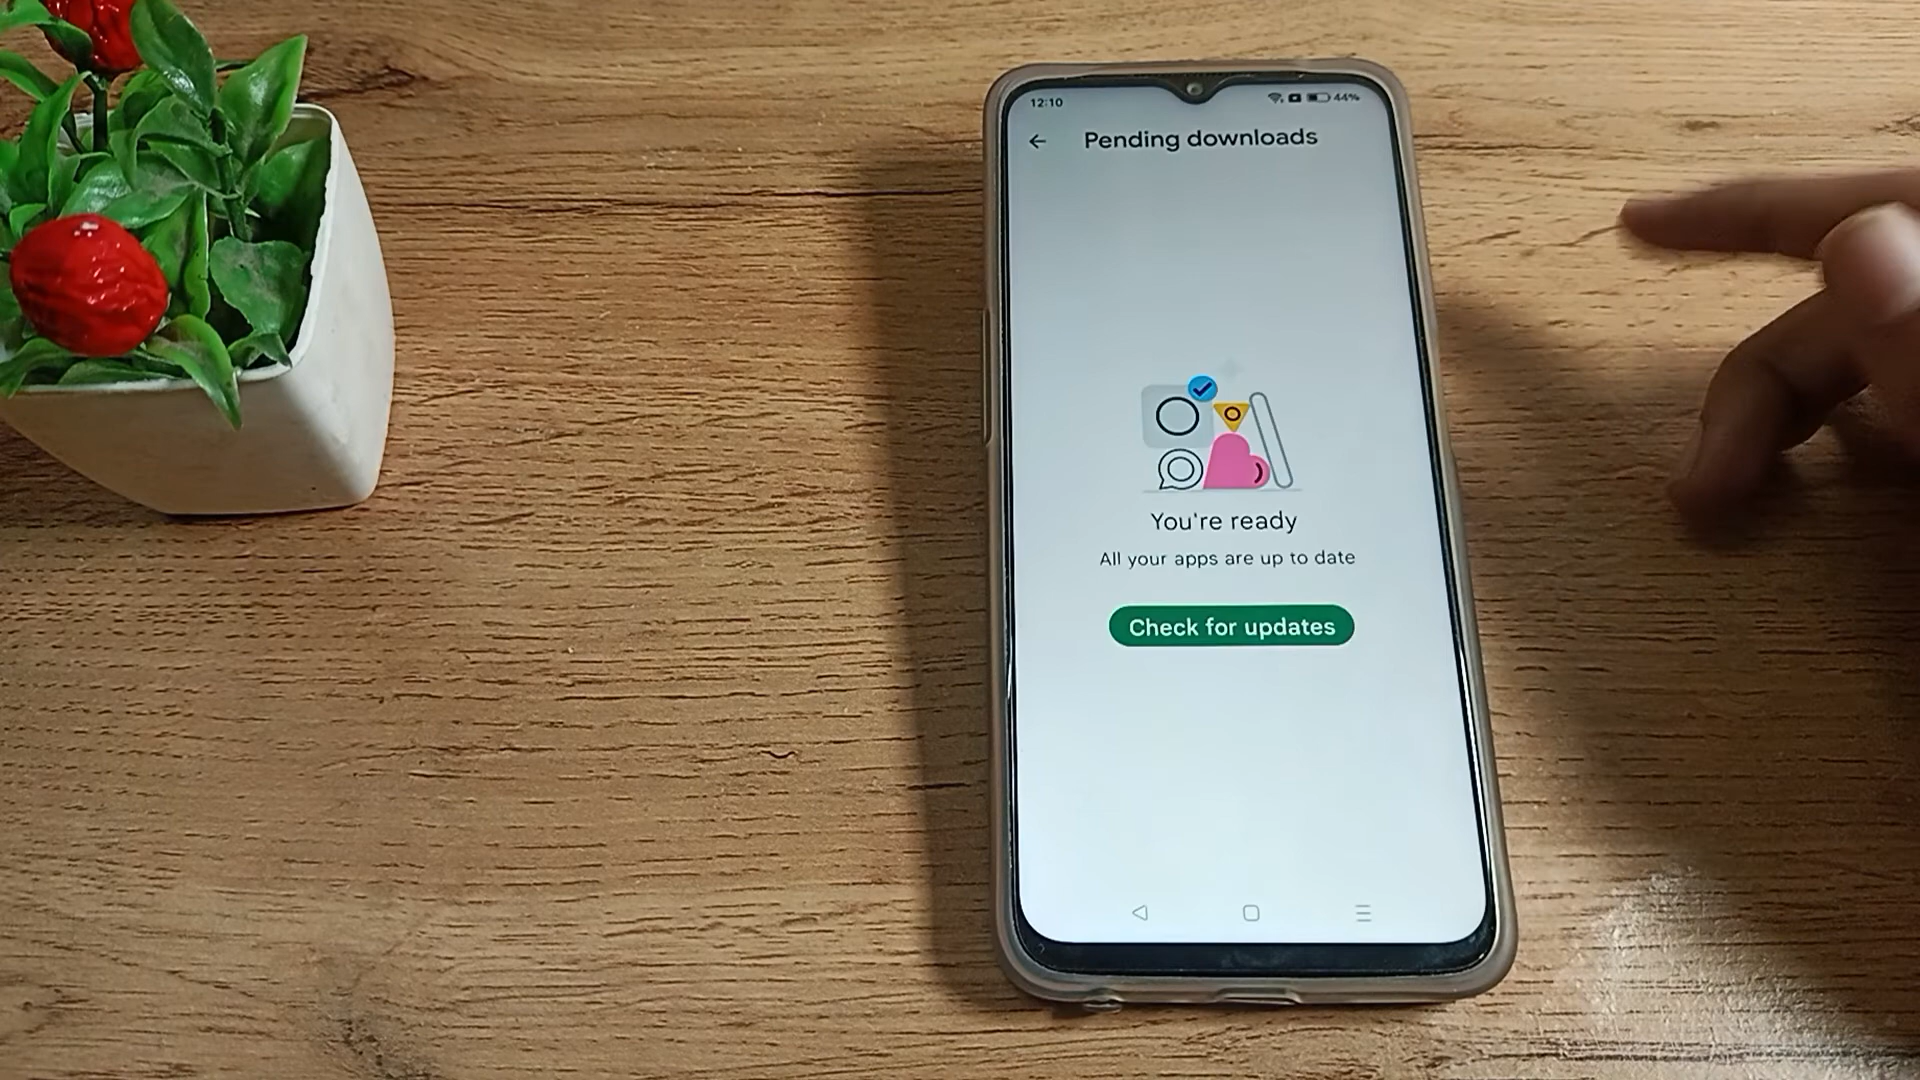 12:10
44%
Pending downloads
You're ready
All your apps are up to date
Check for updates